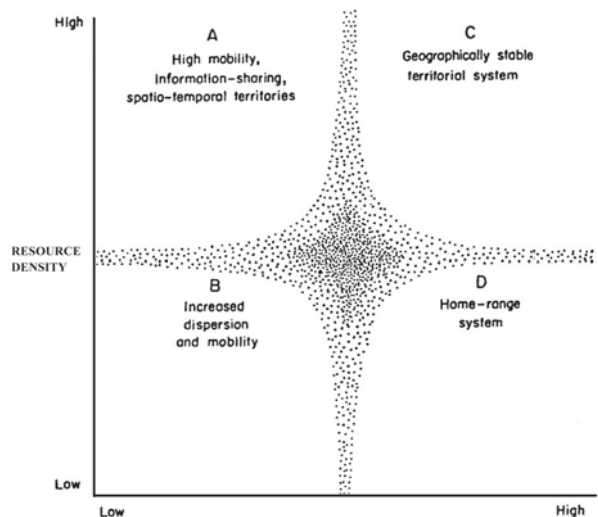 High
A
High mobility,
information-sharing,
spatio-temporal territories
C
Geographically stable
territorial system
RESOURCE
DENSITY
B
Increased
dispersion
and mobility
D
Home-range
system
Low
Low
High